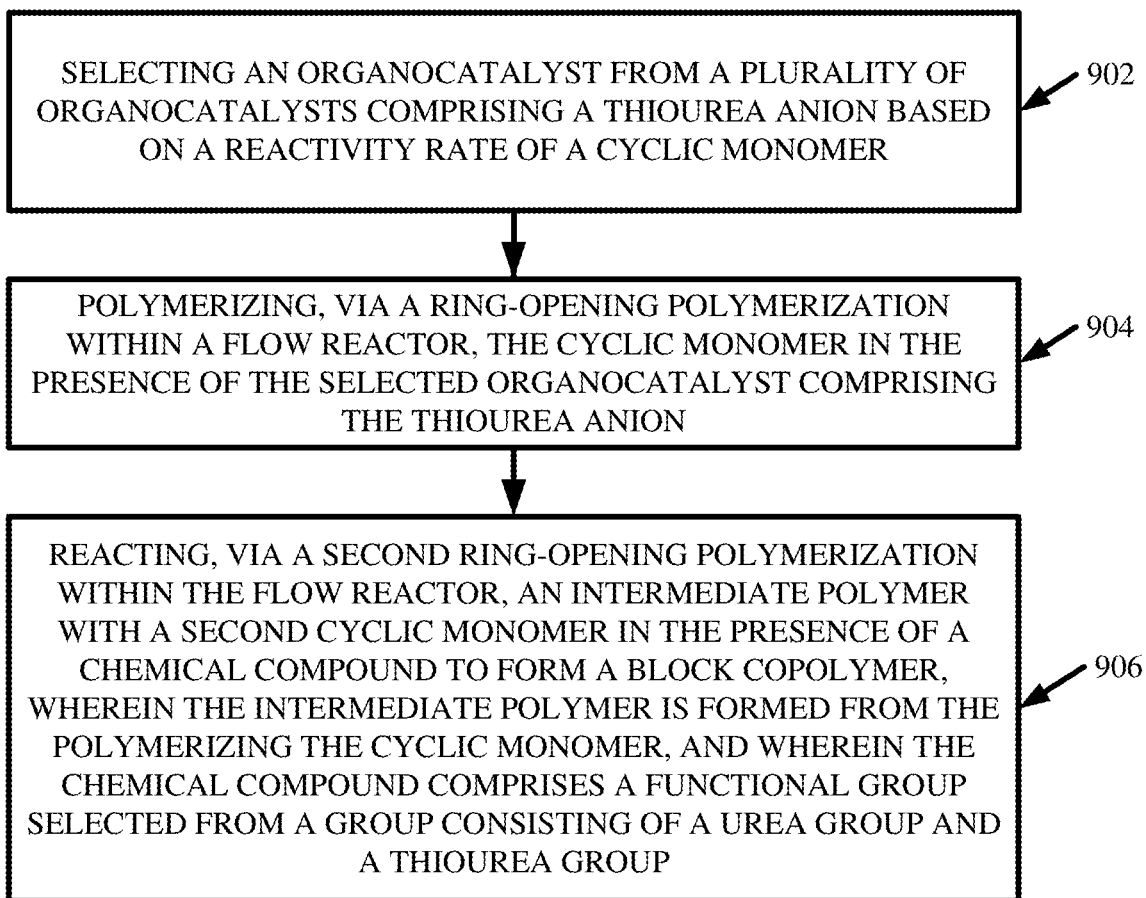 SELECTING AN ORGANOCATALYST FROM A PLURALITY OF
ORGANOCATALYSTS COMPRISING A THIOUREA ANION BASED
ON A REACTIVITY RATE OF A CYCLIC MONOMER
902
POLYMERIZING, VIA A RING-OPENING POLYMERIZATION
WITHIN A FLOW REACTOR, THE CYCLIC MONOMER IN THE
PRESENCE OF THE SELECTED ORGANOCATALYST COMPRISING
THE THIOUREA ANION
904
REACTING, VIA A SECOND RING-OPENING POLYMERIZATION
WITHIN THE FLOW REACTOR, AN INTERMEDIATE POLYMER
WITH A SECOND CYCLIC MONOMER IN THE PRESENCE OF A
CHEMICAL COMPOUND TO FORM A BLOCK COPOLYMER,
WHEREIN THE INTERMEDIATE POLYMER IS FORMED FROM THE
POLYMERIZING THE CYCLIC MONOMER, AND WHEREIN THE
CHEMICAL COMPOUND COMPRISES A FUNCTIONAL GROUP
SELECTED FROM A GROUP CONSISTING OF A UREA GROUP AND
A THIOUREA GROUP
906